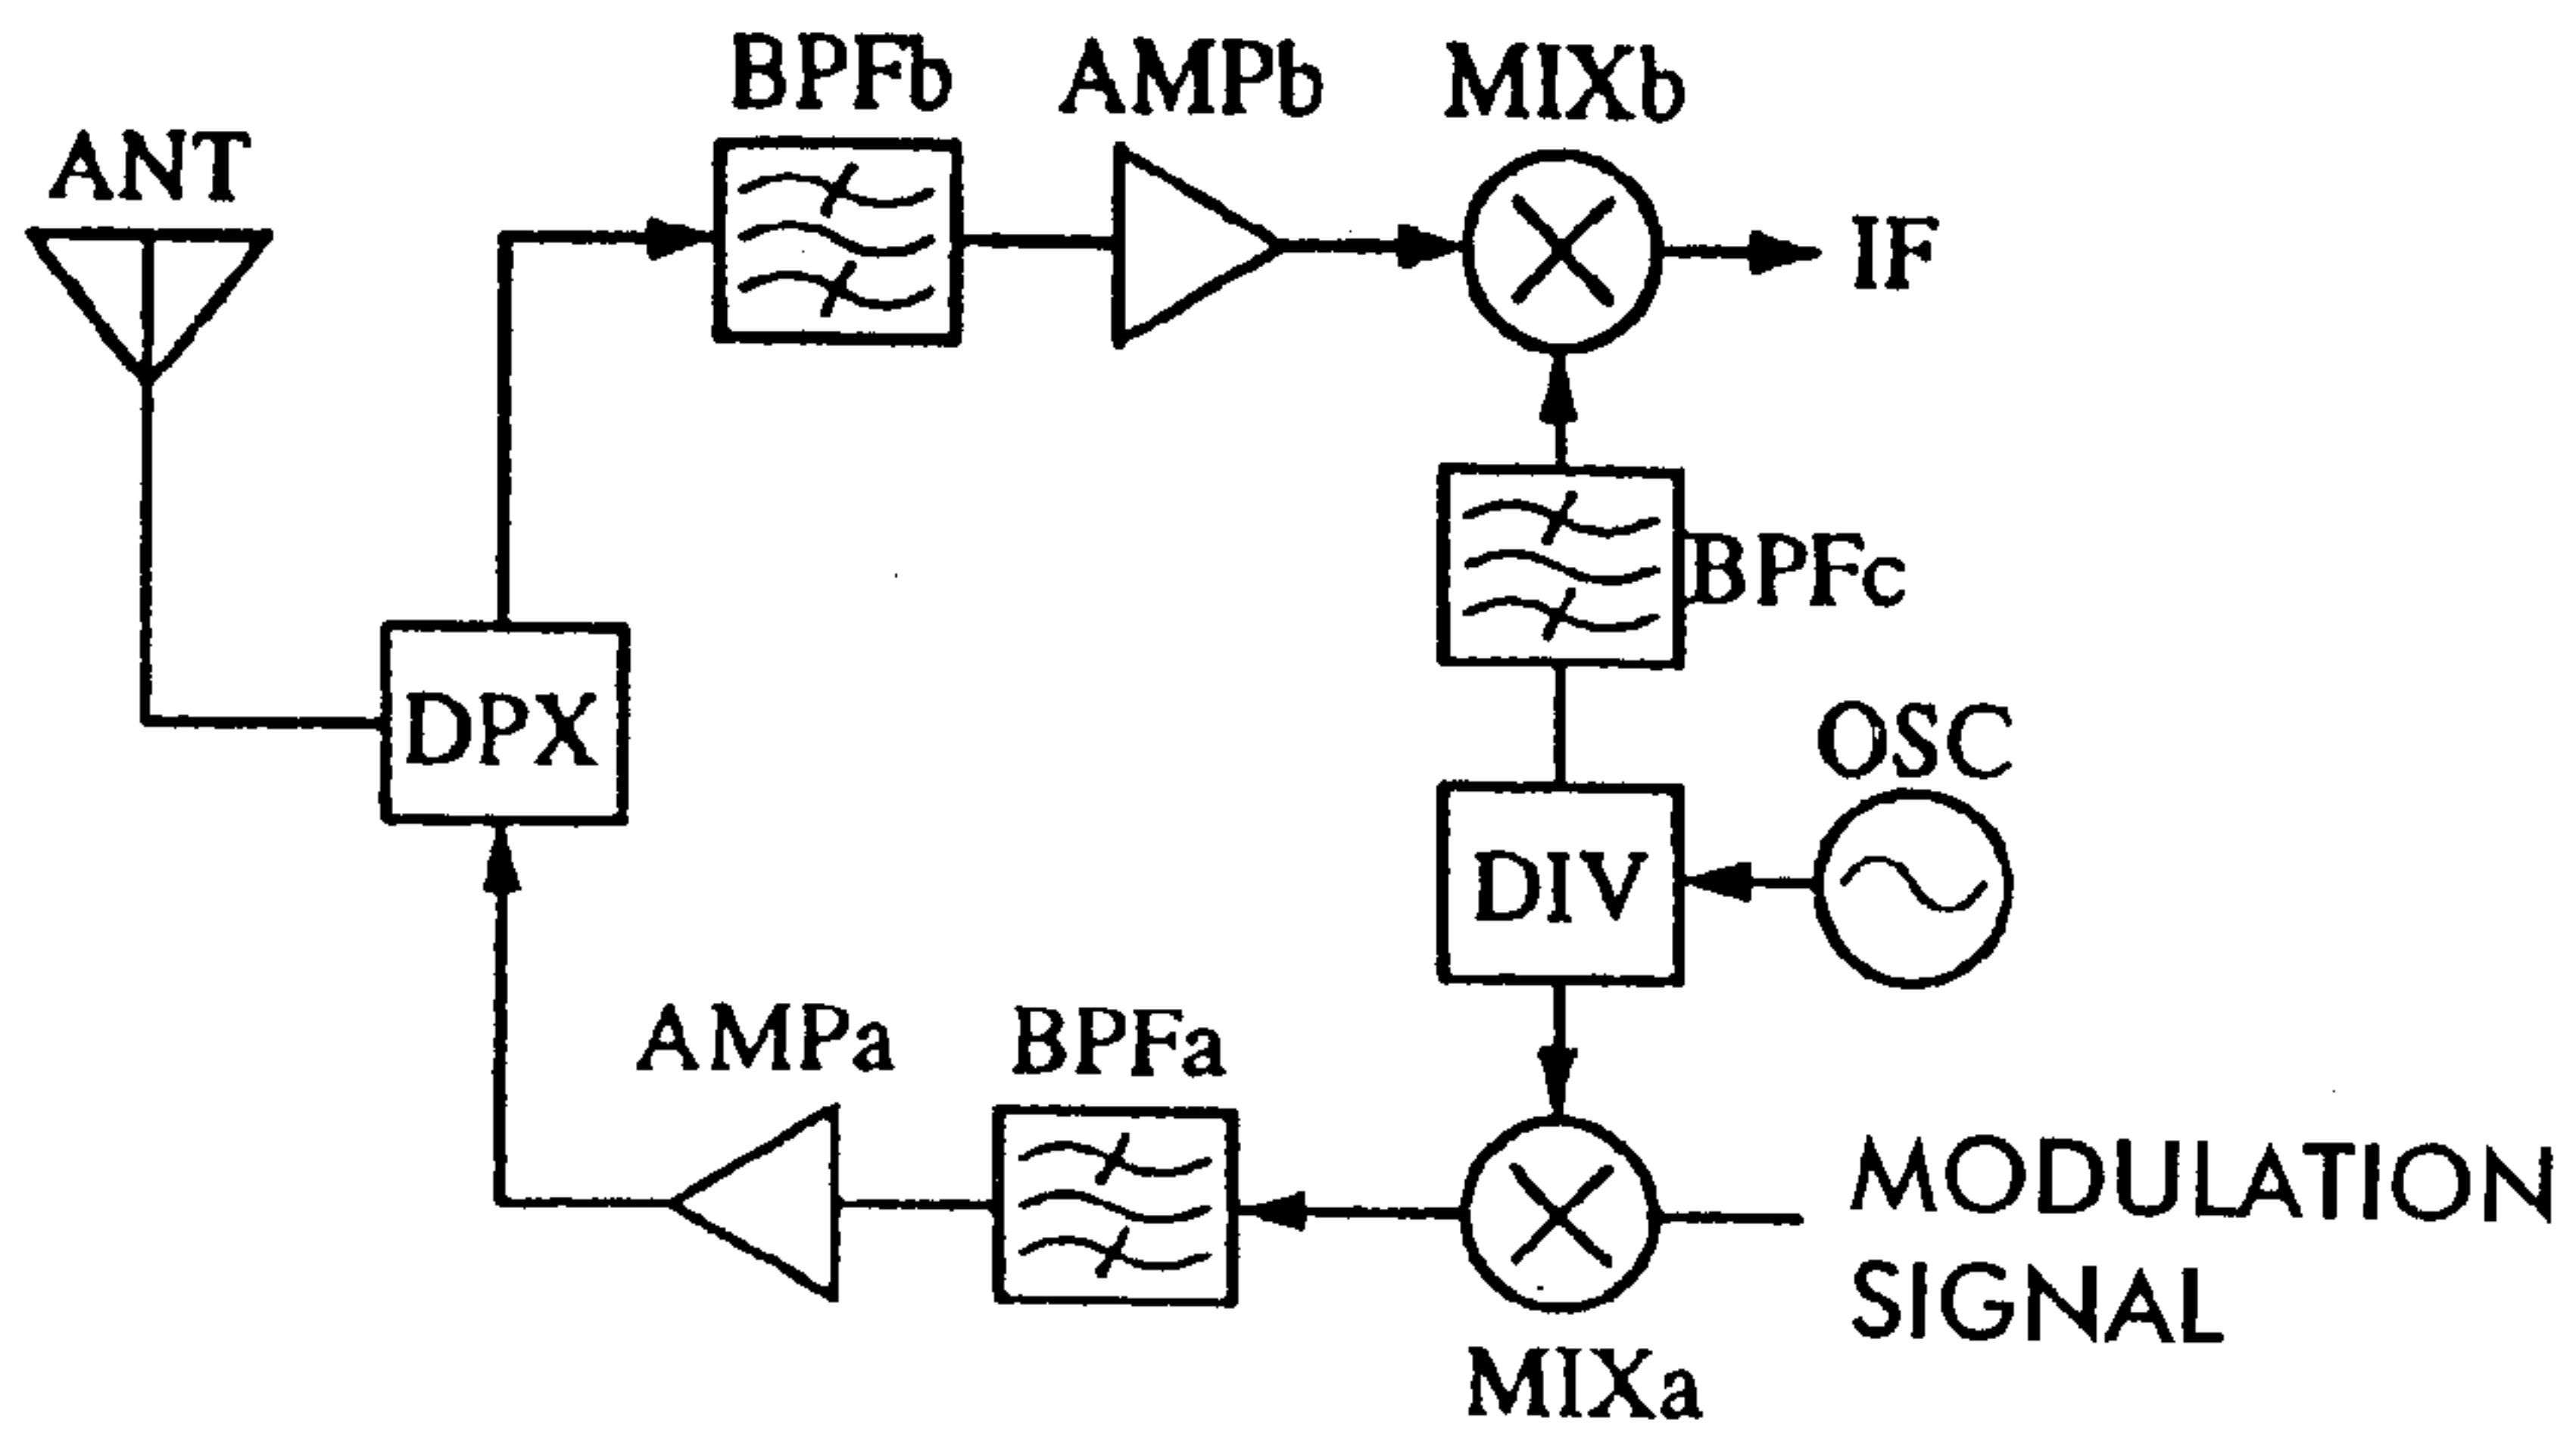 BPFb
AMPb
MIXb
ANT
IF
BPFc
DPX
OSC
DIV
AMPa
BPFa
MODULATION
SIGNAL
MIXa